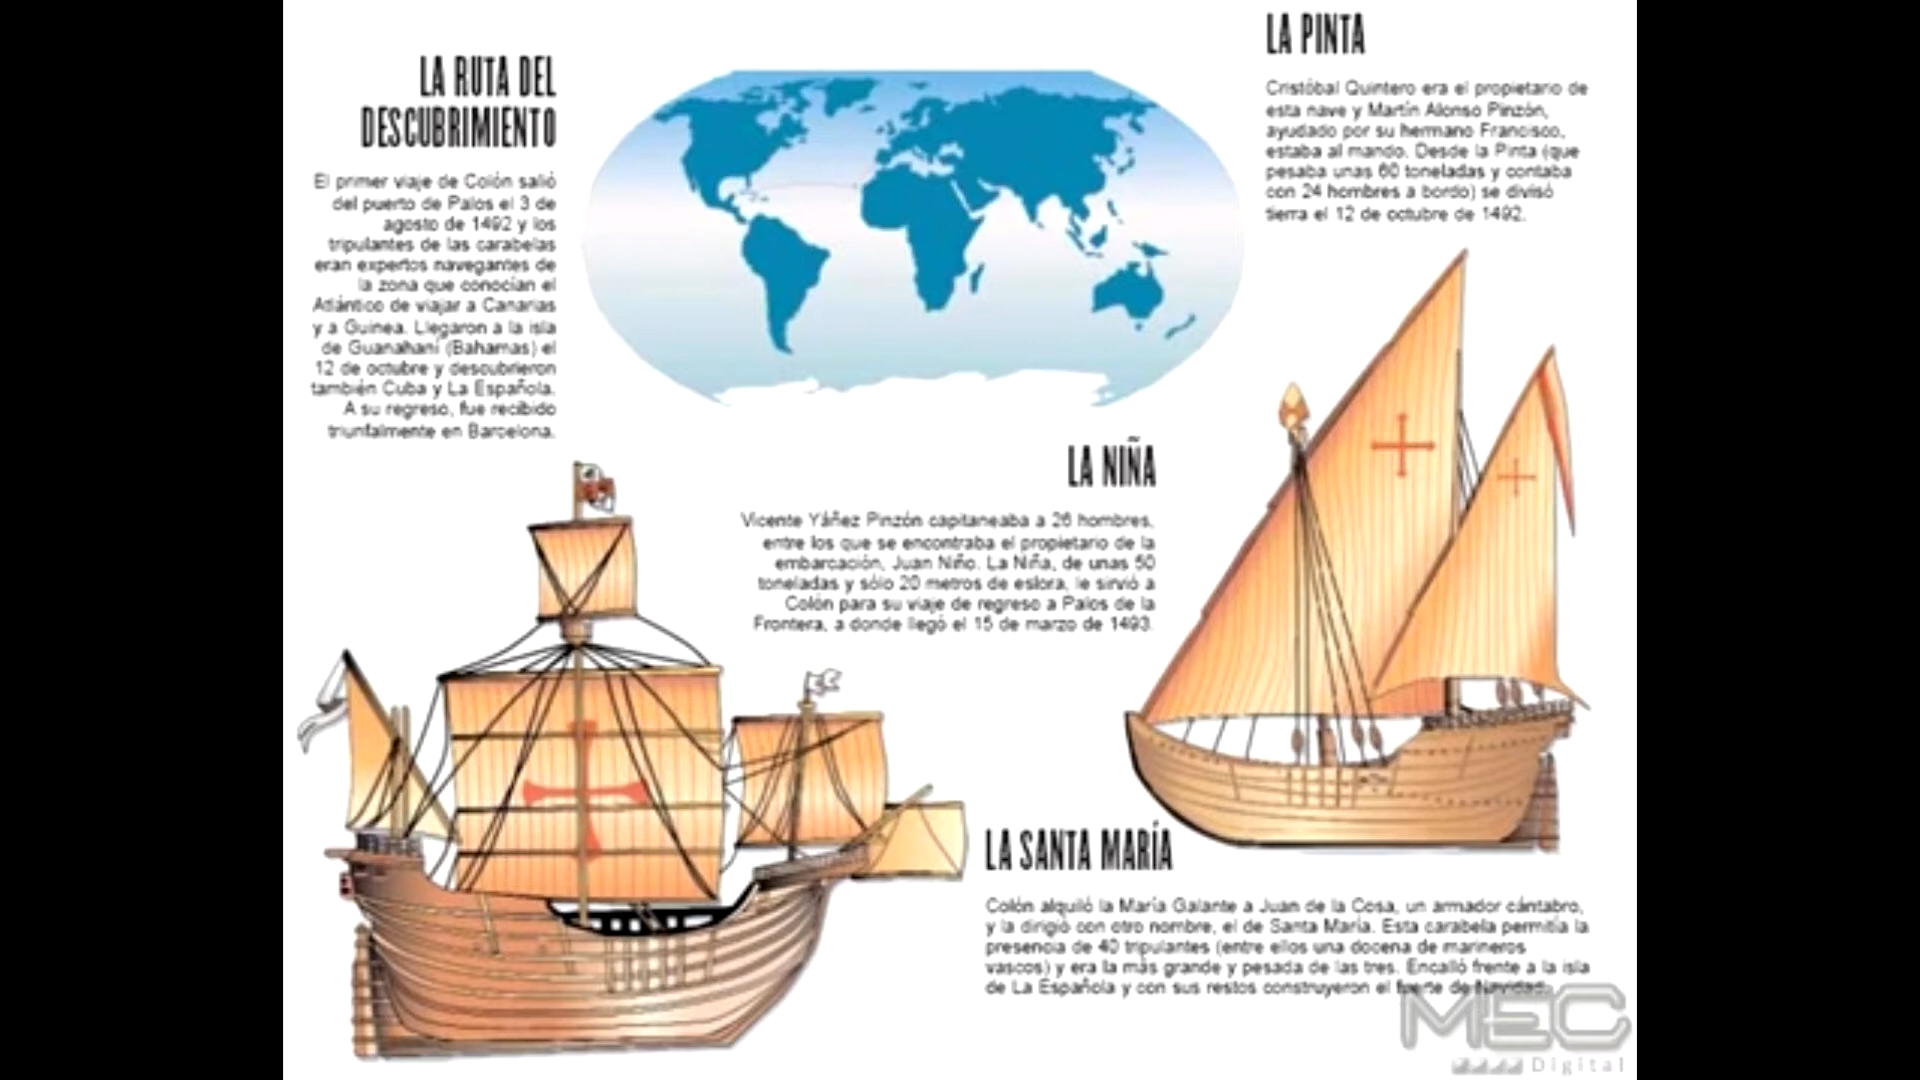 LA RUTA DEL
DESCUBRIMIENTO
El primer viaje de Colón salió
del puerto de Palos el 3 de
agosto de 1492 y los
tripulantes de las carabelas
eran expertos navegantes de
la zona que conocían el
Atlántico de viajar a Canarias
y a Guinea. Llegaron a la isla
de Guanahaní (Bahamas) el
12 de octubre y descubrieron
también Cuba y La Española.
A su regreso, fue recibido
triunfalmente en Barcelona.
LA PINTA
Cristóbal Quintero era el propietario de
esta nave y Martín Alonso Pinzón,
ayudado por su hermano Francisco,
estaba al mando. Desde la Pinta (que
pesaba unas 60 toneladas y contaba
con 24 hombres a bordo) se divisó
tierra el 12 de octubre de 1492.
LA NIÑA
Vicente Yáñez Pinzón capitaneaba a 26 hombres,
entre los que se encontraba el propietario de la
embarcación, Juan Niño. La Niña, de unas 50
toneladas y sólo 20 metros de eslora, le sirvió a
Colón para su viaje de regreso a Palos de la
Frontera, a donde llegó el 15 de marzo de 1493.
LA SANTA MARÍA
Colón alquiló la María Galante a Juan de la Cosa, un armador cántabro,
y la dirigió con otro nombre, el de Santa María. Esta carabela permitía la
presencia de 40 tripulantes (entre ellos una docena de marineros
vascos) y era la más grande y pesada de las tres. Encalló frente a la isla
de La Española y con sus restos construyeron el fuerte de Navidad.
MEC
Digital